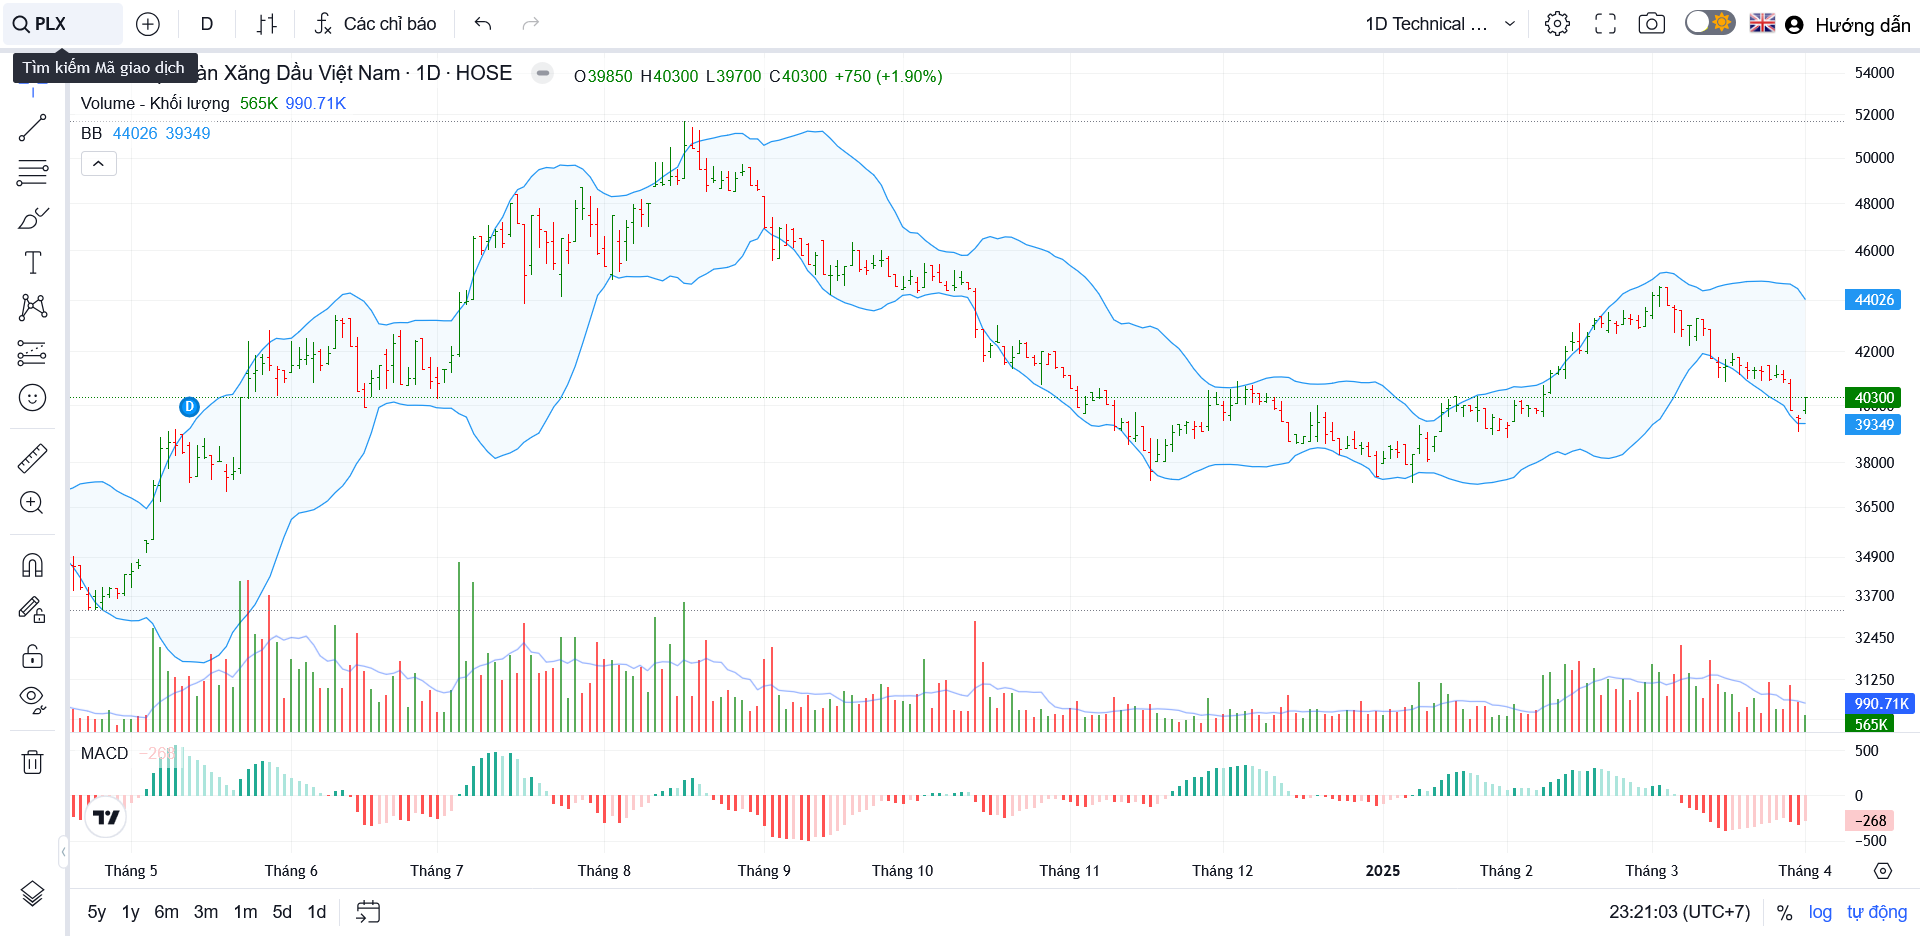 PLX
D
Các chỉ báo
1D Technical ...
Hướng dẫn
Tìm kiếm Mã giao dịch
àn Xăng Dầu Việt Nam · 1D · HOSE
O39850 H40300 L39700 C40300 +750 (+1.90%)
Volume - Khối lượng 565K 990.71K
BB 44026 39349
D
54000
52000
50000
48000
46000
44026
42000
40300
40000
39349
38000
36500
34900
33700
32450
31250
990.71K
565K
MACD −268
500
0
−268
−500
Tháng 5 Tháng 6 Tháng 7 Tháng 8 Tháng 9 Tháng 10 Tháng 11 Tháng 12 2025 Tháng 2 Tháng 3 Tháng 4
5y 1y 6m 3m 1m 5d 1d
23:21:03 (UTC+7) % log tự động